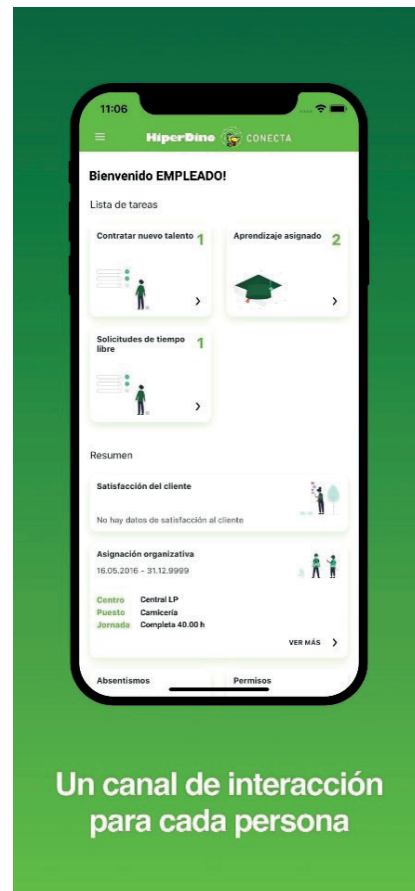 11:06
HiperDino CONECTA
Bienvenido EMPLEADO!
Lista de tareas
Contratar nuevo talento 1
Aprendizaje asignado 2
Solicitudes de tiempo
libre 1
Resumen
Satisfacción del cliente
No hay datos de satisfacción al cliente
Asignación organizativa
16.05.2016 - 31.12.9999
Centro Central LP
Puesto Carnicería
Jornada Completa 40.00 h
VER MÁS
Absentismos
Permisos
Un canal de interacción
para cada persona